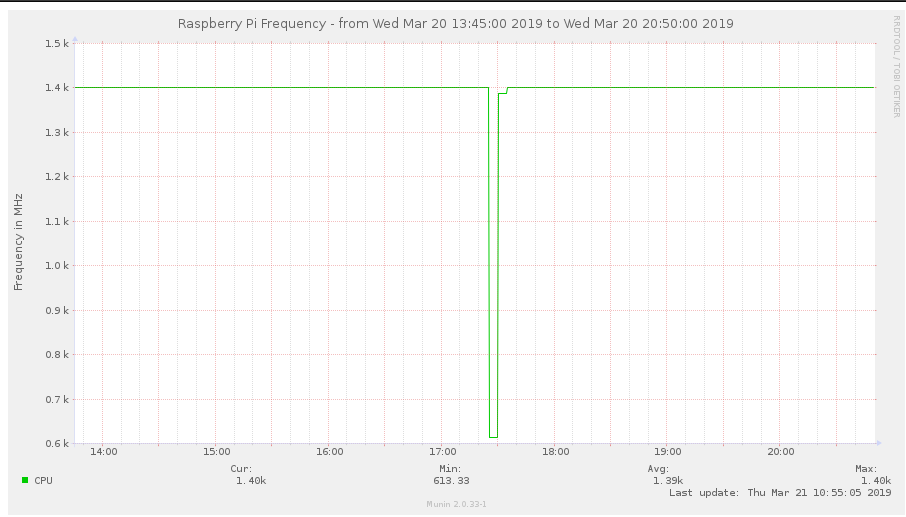 Raspberry Pi Frequency - from Wed Mar 20 13:45:00 2019 to Wed Mar 20 20:50:00 2019
RRDTOOL / TOBI OETIKER
Frequency in MHz
1.5 k
1.4 k
1.3 k
1.2 k
1.1 k
1.0 k
0.9 k
0.8 k
0.7 k
0.6 k
14:00 15:00 16:00 17:00 18:00 19:00 20:00
Cur: Min: Avg: Max:
CPU 1.40k 613.33 1.39k 1.40k
Last update: Thu Mar 21 10:55:05 2019
Munin 2.0.33-1